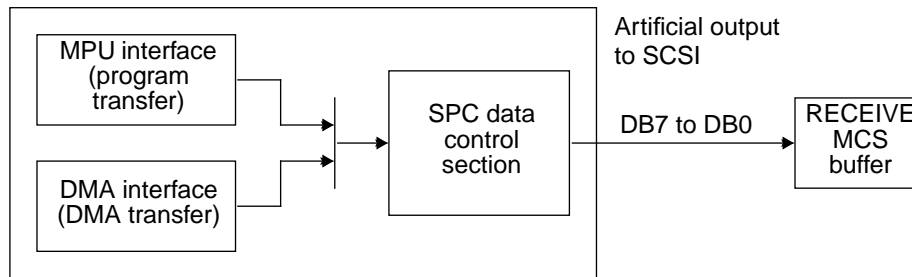 MPU interface
(program
transfer)
DMA interface
(DMA transfer)
SPC data
control
section
Artificial output
to SCSI
DB7 to DB0
RECEIVE
MCS
buffer